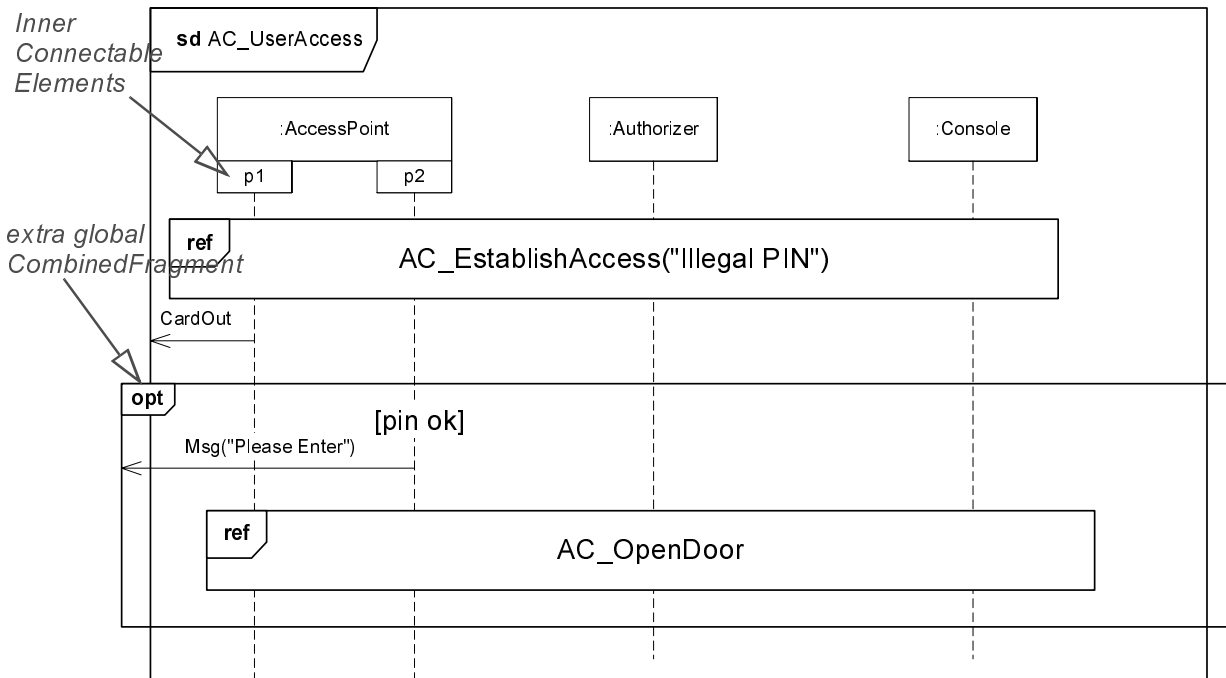 Inner
Connectable
Elements
sd AC_UserAccess
:AccessPoint
:Authorizer
:Console
p1
p2
extra global
CombinedFragment
ref
AC_EstablishAccess("Illegal PIN")
CardOut
opt
[pin ok]
Msg("Please Enter")
ref
AC_OpenDoor